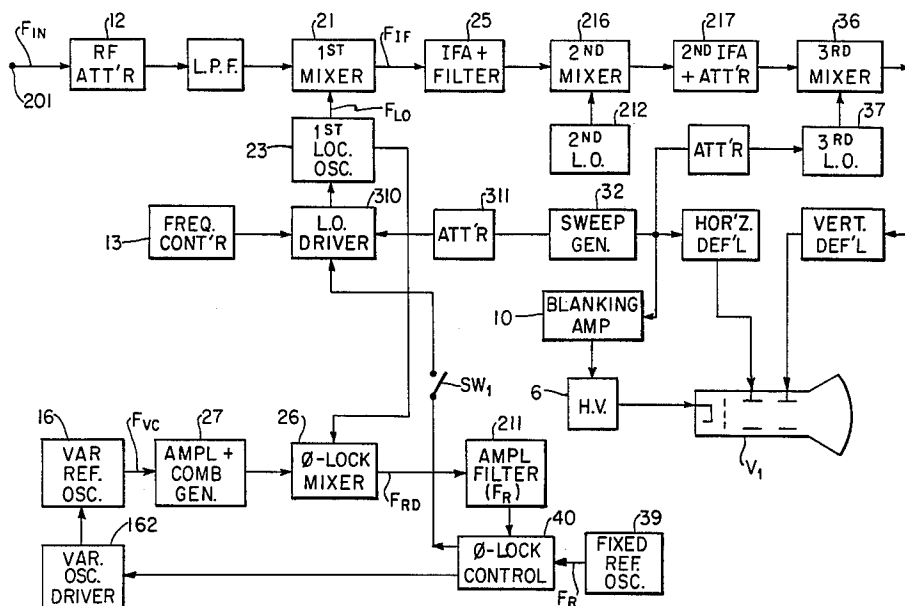 F_IN
12
RF
ATT'R
201
L.P.F.
21
1ST
MIXER
F_IF
25
IFA +
FILTER
216
2ND
MIXER
217
2ND IFA
+ ATT'R
36
3RD
MIXER
F_LO
212
2ND
L.O.
37
3RD
L.O.
ATT'R
23
1ST
LOC.
OSC.
310
L.O.
DRIVER
13
FREQ.
CONT'R
311
ATT'R
32
SWEEP
GEN.
HOR'Z.
DEF'L
VERT.
DEF'L
10
BLANKING
AMP
6
H.V.
V1
SW1
16
VAR
REF.
OSC.
F_VC
27
AMPL +
COMB
GEN.
26
Ø-LOCK
MIXER
F_RD
211
AMPL
FILTER
(F_R)
162
VAR.
OSC.
DRIVER
40
Ø-LOCK
CONTROL
F_R
39
FIXED
REF.
OSC.